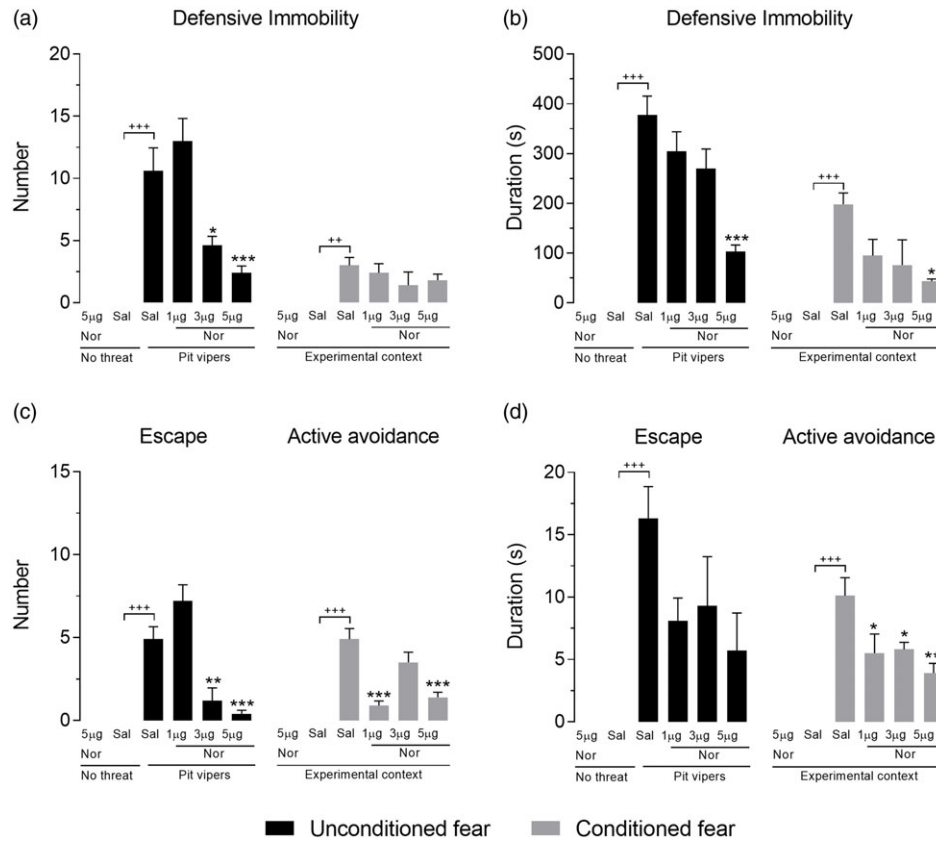 (a) Defensive Immobility
20
15
10
5
0
Number
+++
*
***
++
5µg Sal Sal 1µg 3µg 5µg
Nor Nor
No threat Pit vipers
5µg Sal Sal 1µg 3µg 5µg
Nor Nor
Experimental context
(b) Defensive Immobility
500
400
300
200
100
0
Duration (s)
+++
***
+++
*
5µg Sal Sal 1µg 3µg 5µg
Nor Nor
No threat Pit vipers
5µg Sal Sal 1µg 3µg 5µg
Nor Nor
Experimental context
(c)
Escape Active avoidance
15
10
5
0
Number
+++
**
***
+++
***
***
5µg Sal Sal 1µg 3µg 5µg
Nor Nor
No threat Pit vipers
5µg Sal Sal 1µg 3µg 5µg
Nor Nor
Experimental context
(d)
Escape Active avoidance
20
15
10
5
0
Duration (s)
+++
+++
*
*
**
5µg Sal Sal 1µg 3µg 5µg
Nor Nor
No threat Pit vipers
5µg Sal Sal 1µg 3µg 5µg
Nor Nor
Experimental context
Unconditioned fear Conditioned fear